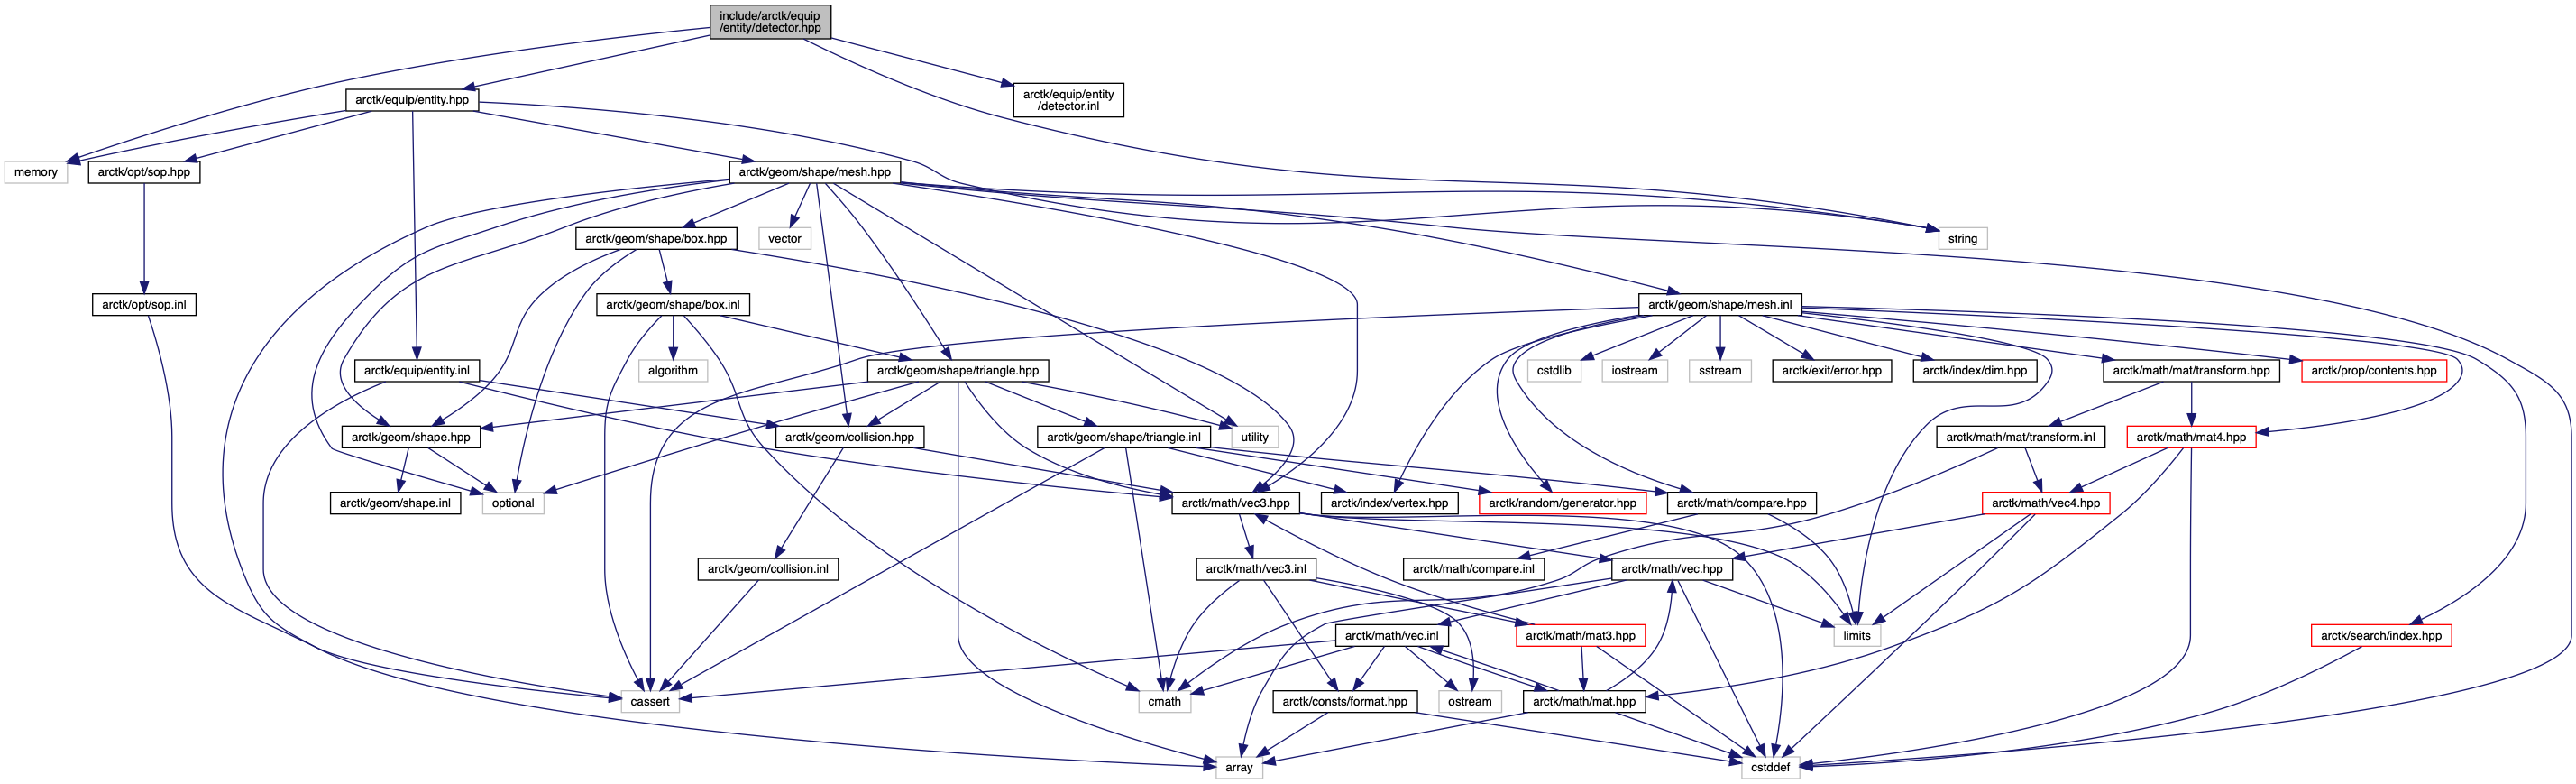 include/arctk/equip
/entity/detector.hpp
arctk/equip/entity.hpp
arctk/equip/entity
/detector.inl
memory
arctk/opt/sop.hpp
arctk/geom/shape/mesh.hpp
arctk/geom/shape/box.hpp
vector
string
arctk/opt/sop.inl
arctk/geom/shape/box.inl
arctk/geom/shape/mesh.inl
arctk/equip/entity.inl
algorithm
arctk/geom/shape/triangle.hpp
cstdlib
iostream
sstream
arctk/exit/error.hpp
arctk/index/dim.hpp
arctk/math/mat/transform.hpp
arctk/prop/contents.hpp
arctk/geom/shape.hpp
arctk/geom/collision.hpp
arctk/geom/shape/triangle.inl
utility
arctk/math/mat/transform.inl
arctk/math/mat4.hpp
arctk/geom/shape.inl
optional
arctk/math/vec3.hpp
arctk/index/vertex.hpp
arctk/random/generator.hpp
arctk/math/compare.hpp
arctk/math/vec4.hpp
arctk/geom/collision.inl
arctk/math/vec3.inl
arctk/math/compare.inl
arctk/math/vec.hpp
arctk/math/vec.inl
arctk/math/mat3.hpp
limits
arctk/search/index.hpp
cassert
cmath
arctk/consts/format.hpp
ostream
arctk/math/mat.hpp
array
cstddef